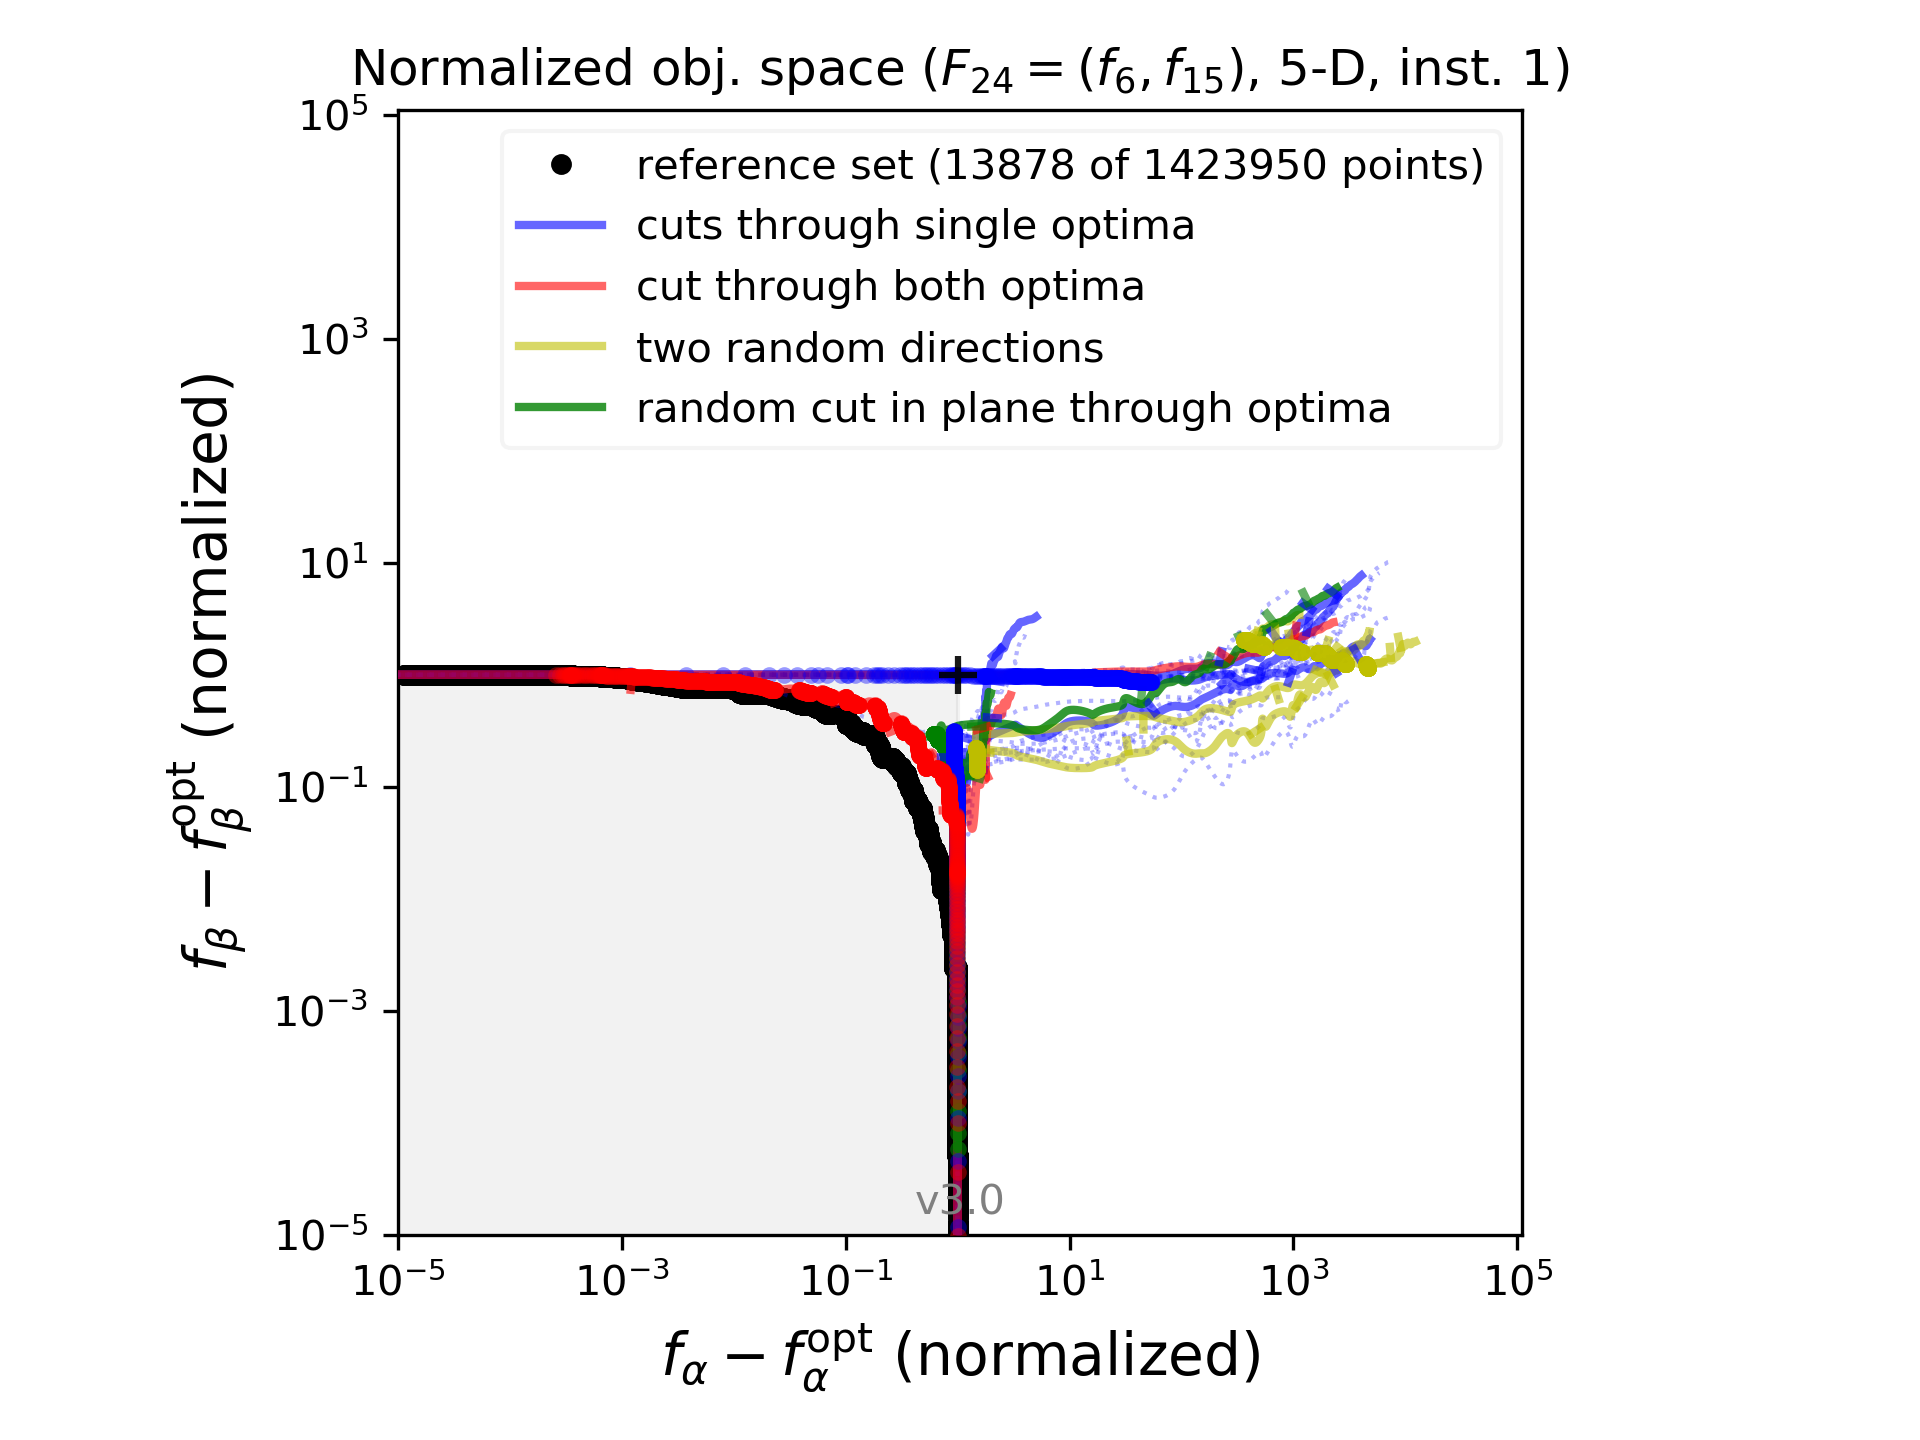 Normalized obj. space (F₂₄ = (f₆, f₁₅), 5-D, inst. 1)
reference set (13878 of 1423950 points)
cuts through single optima
cut through both optima
two random directions
random cut in plane through optima
10⁵
10³
10¹
10⁻¹
10⁻³
10⁻⁵
f_β − f_β^opt (normalized)
v3.0
10⁻⁵ 10⁻³ 10⁻¹ 10¹ 10³ 10⁵
f_α − f_α^opt (normalized)